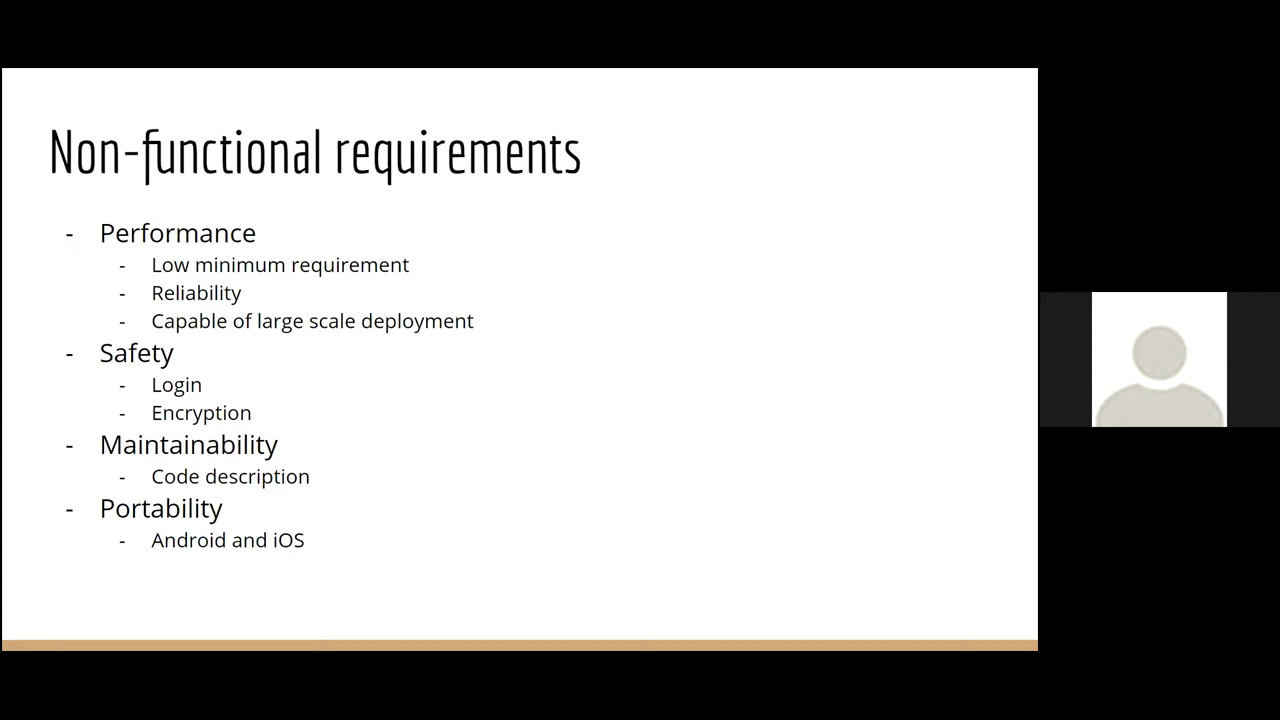 Non-functional requirements
- Performance
- Low minimum requirement
- Reliability
- Capable of large scale deployment
- Safety
- Login
- Encryption
- Maintainability
- Code description
- Portability
- Android and iOS